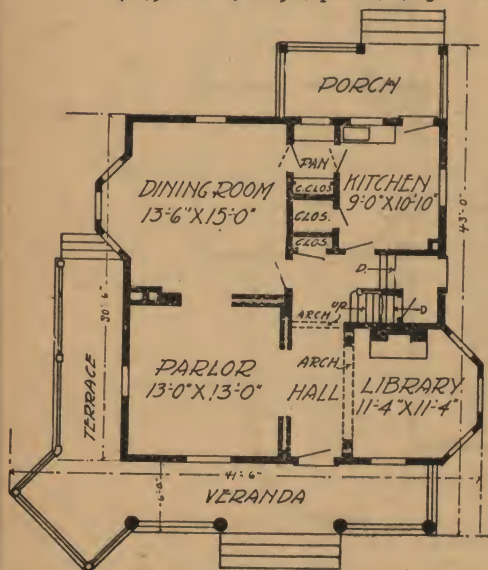 PORCH
PAN
C.CLOS.
DINING ROOM
13'-6" X 15'-0"
KITCHEN
9'-0" X 10'-10"
CLOS.
CLOS.
43'-0"
D.
30'-6"
UP
D
ARCH
TERRACE
PARLOR
13'-0" X 13'-0"
ARCH
HALL
LIBRARY
11'-4" X 11'-4"
41'-6"
6'-0"
VERANDA